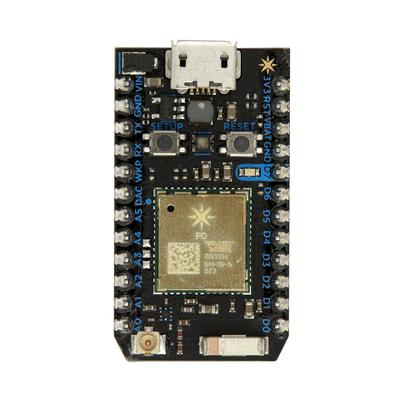 VIN
GND
TX
RX
WKP
DAC
A5
A4
A3
A2
A1
A0
SETUP
RESET
3V3
RST
VBAT
GND
D7
D6
D5
D4
D3
D2
D1
D0
P0